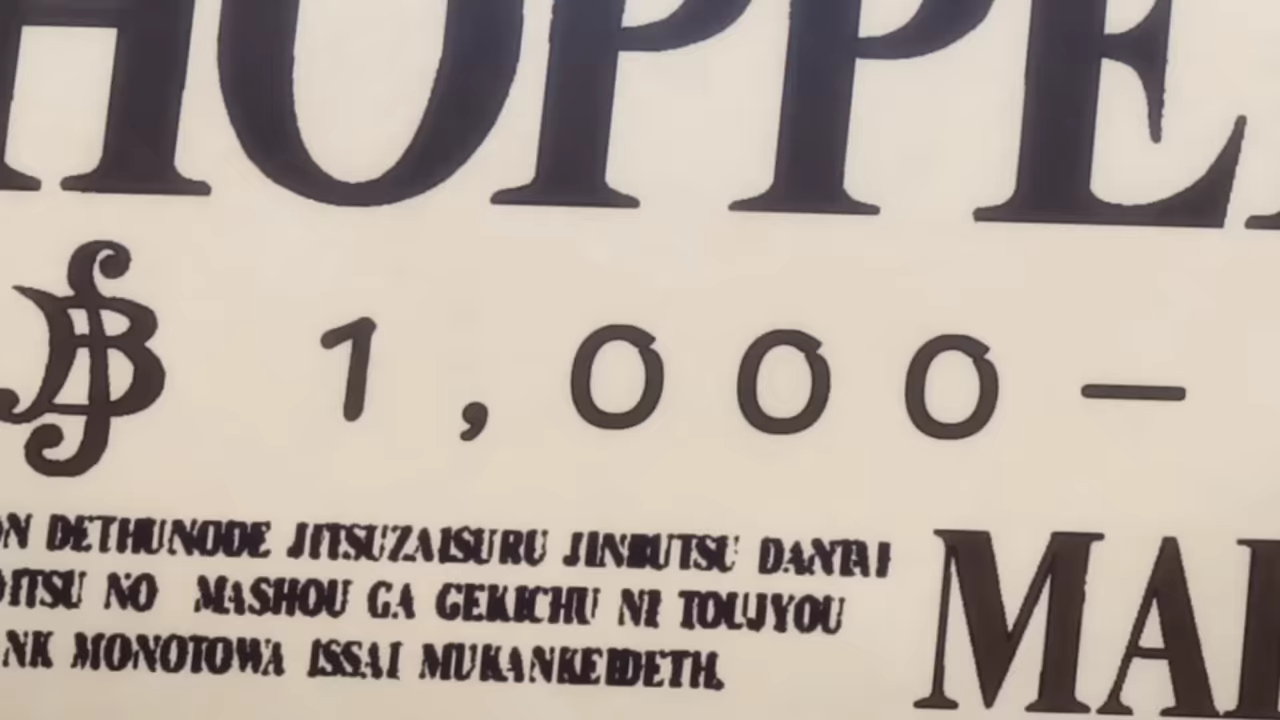 HOPPE
฿ 1,000-
ON DETHUNODE JITSUZAISURU JINBUTSU DANTAI
DITSU NO MASHOU GA GEKICHU NI TOUJYOU
NK MONOTOWA ISSAI MUKANKEIDETH.
MA